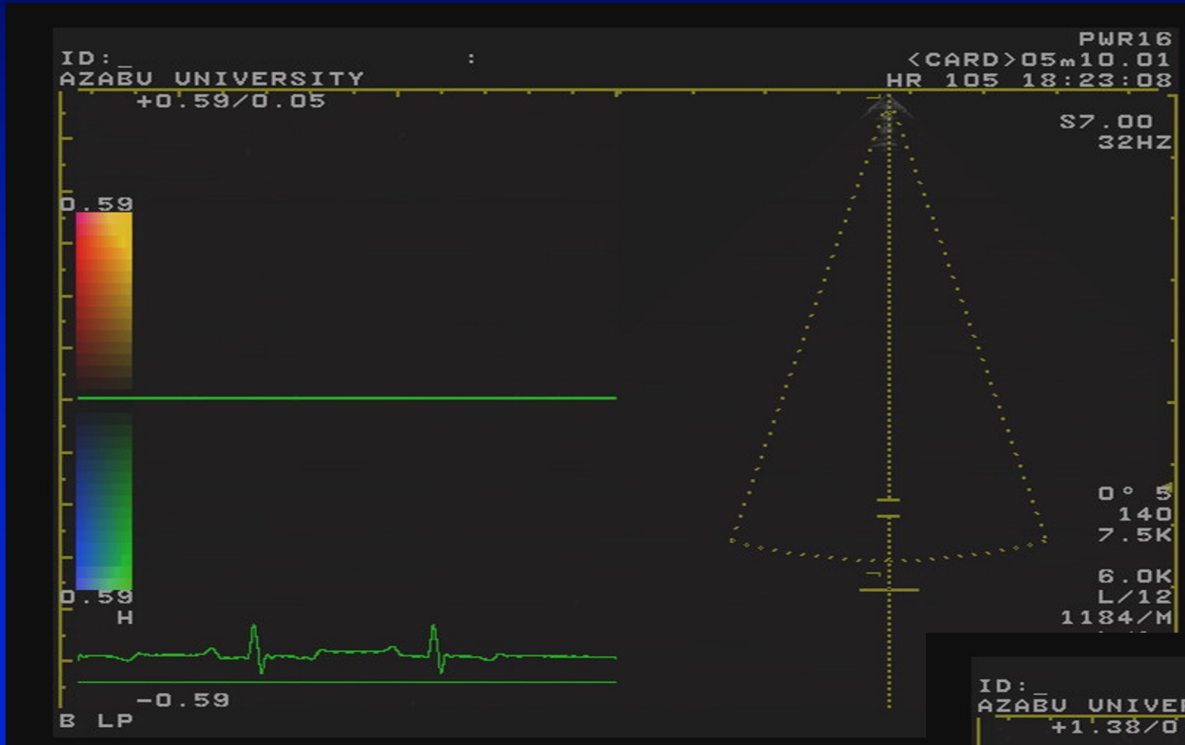 PWR16
ID:_ : <CARD>05m10.01
AZABU UNIVERSITY HR 105 18:23:08
+0.59/0.05
S7.00
32HZ
0.59
0° 5
140
7.5K
6.0K
0.59
L/12
H
1184/M
-0.59
B LP
ID:_
AZABU UNIVER
+1.38/0